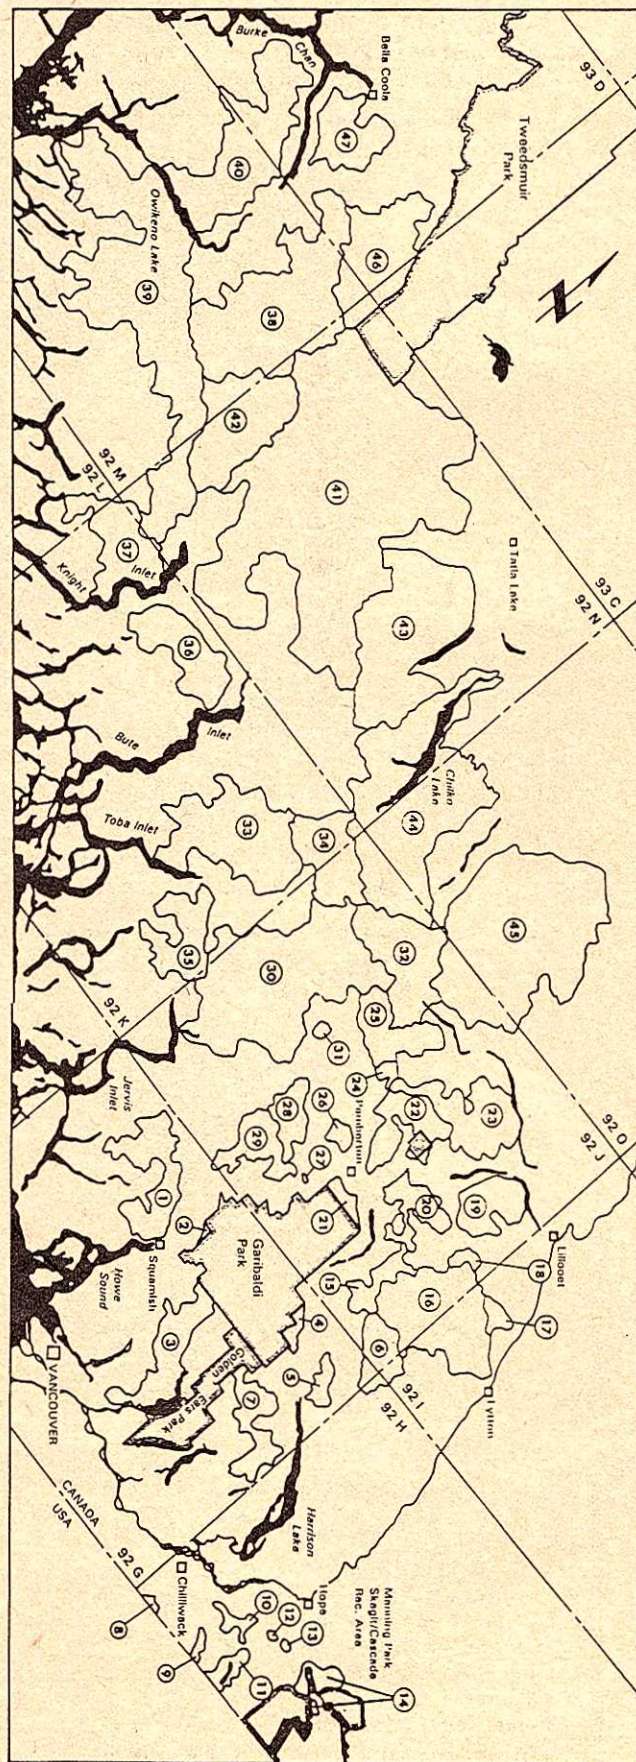 Burke
Chan
Bella Coola
93 D
Tweedsmuir
Park
47
40
46
Owikeno Lake
39
38
42
41
92 M
92 L
37
Knight
Inlet
Tatla Lake
93 C
92 N
43
36
Bute
Inlet
Chilko
Lake
Toba Inlet
33
34
44
45
35
30
32
92 K
25
31
24
Pemberton
26
28
29
27
22
23
92 O
92 J
Jervis
Inlet
1
2
21
20
19
Lillooet
Garibaldi
Park
Squamish
Howe
Sound
15
16
18
17
4
3
6
5
Lytton
VANCOUVER
Golden
Ears Park
7
92 I
92 H
CANADA
USA
Harrison
Lake
92 G
Chilliwack
Hope
Manning Park
Skagit/Cascade
Rec. Area
8
10
12
13
9
11
14